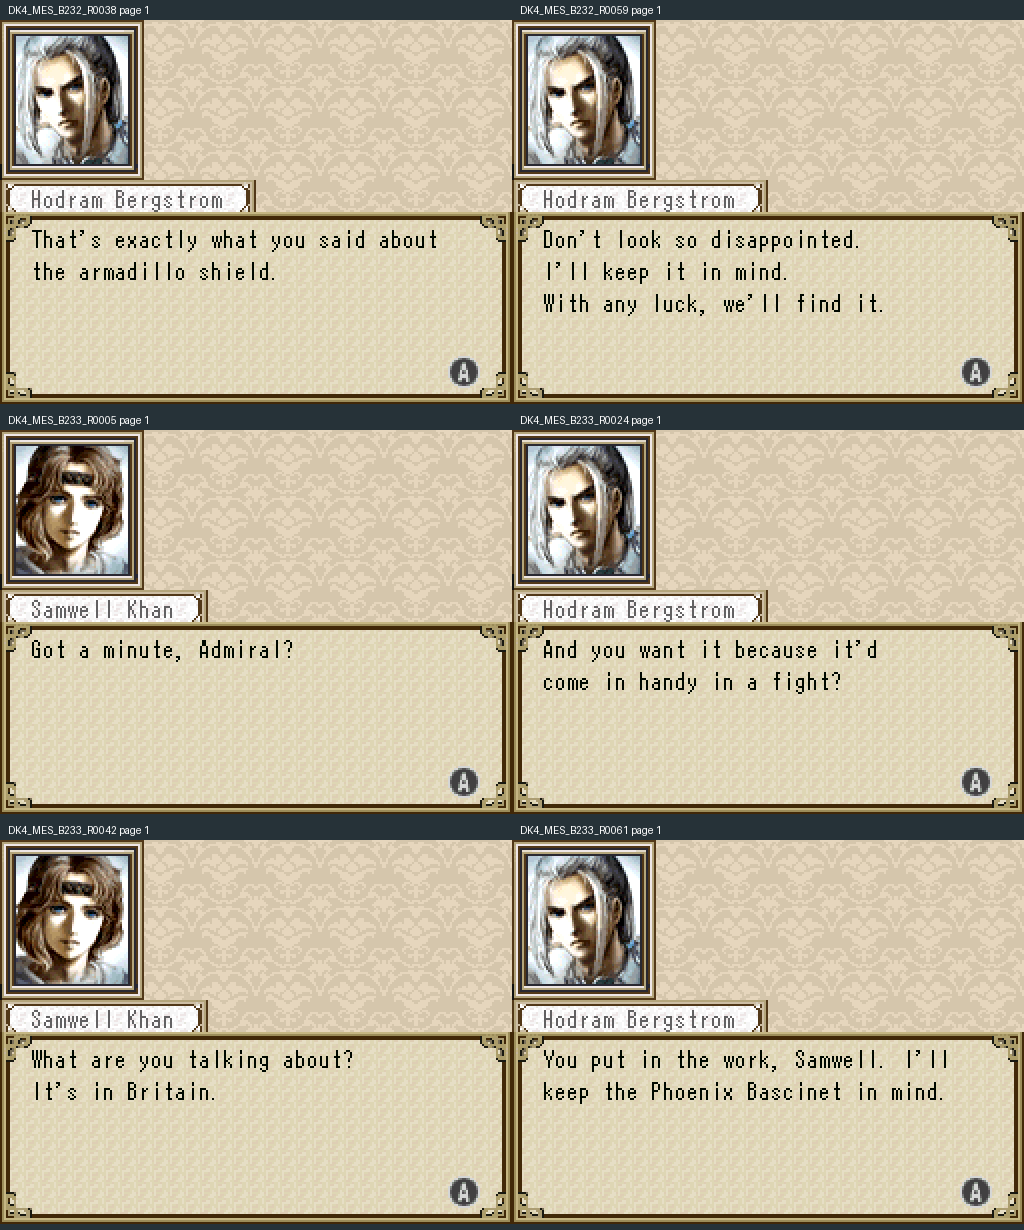 DK4_MES_B232_R0038 page 1
Hodram Bergstrom
That's exactly what you said about
the armadillo shield.
A
DK4_MES_B232_R0059 page 1
Hodram Bergstrom
Don't look so disappointed.
I'll keep it in mind.
With any luck, we'll find it.
A
DK4_MES_B233_R0005 page 1
Samwell Khan
Got a minute, Admiral?
A
DK4_MES_B233_R0024 page 1
Hodram Bergstrom
And you want it because it'd
come in handy in a fight?
A
DK4_MES_B233_R0042 page 1
Samwell Khan
What are you talking about?
It's in Britain.
A
DK4_MES_B233_R0061 page 1
Hodram Bergstrom
You put in the work, Samwell. I'll
keep the Phoenix Bascinet in mind.
A